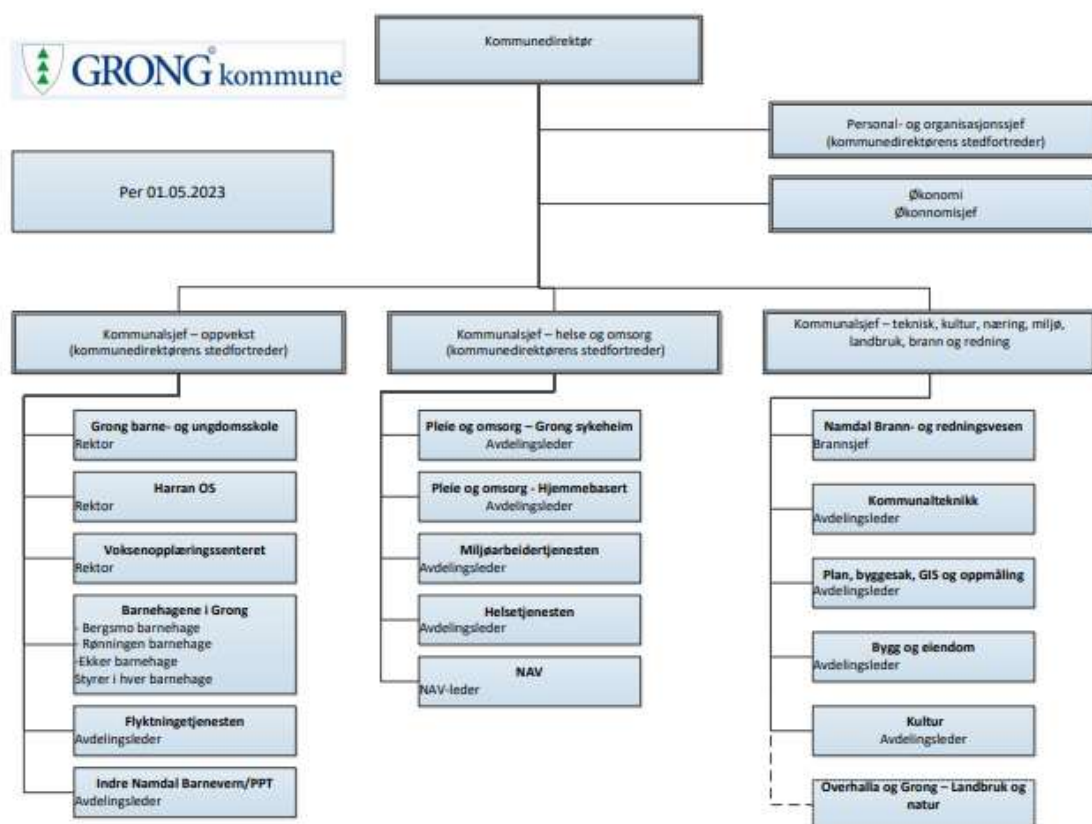 GRONG kommune
Kommunedirektør
Personal- og organisasjonssjef
(kommunedirektørens stedfortreder)
Per 01.05.2023
Økonomi
Økonnomisjef
Kommunalsjef – oppvekst
(kommunedirektørens stedfortreder)
Kommunalsjef – helse og omsorg
(kommunedirektørens stedfortreder)
Kommunalsjef – teknisk, kultur, næring, miljø,
landbruk, brann og redning
Grong barne- og ungdomsskole
Rektor
Harran OS
Rektor
Voksenopplæringssenteret
Rektor
Barnehagene i Grong
- Bergsmo barnehage
- Rønningen barnehage
-Ekker barnehage
Styrer i hver barnehage
Flyktningetjenesten
Avdelingsleder
Indre Namdal Barnevern/PPT
Avdelingsleder
Pleie og omsorg – Grong sykeheim
Avdelingsleder
Pleie og omsorg - Hjemmebasert
Avdelingsleder
Miljøarbeidertjenesten
Avdelingsleder
Helsetjenesten
Avdelingsleder
NAV
NAV-leder
Namdal Brann- og redningsvesen
Brannsjef
Kommunalteknikk
Avdelingsleder
Plan, byggesak, GIS og oppmåling
Avdelingsleder
Bygg og eiendom
Avdelingsleder
Kultur
Avdelingsleder
Overhalla og Grong – Landbruk og
natur